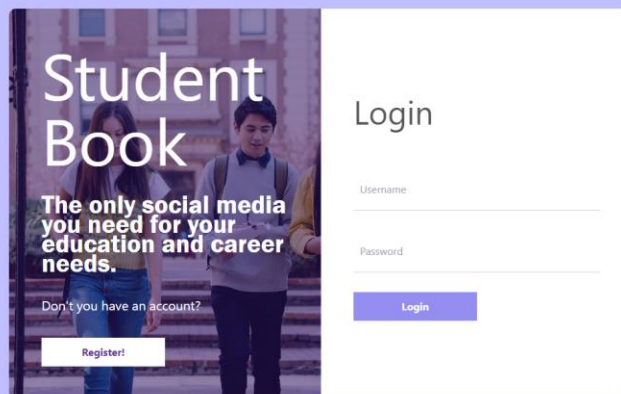 Student
Book
The only social media
you need for your
education and career
needs.
Don't you have an account?
Register!
Login
Username
Password
Login